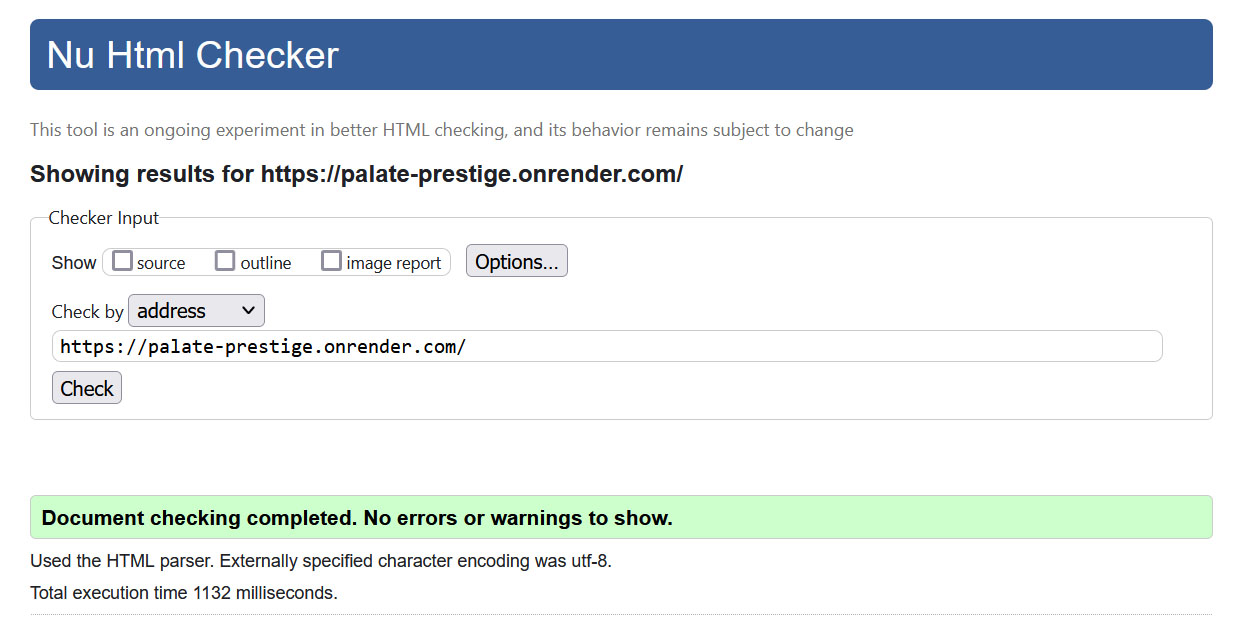 Nu Html Checker
This tool is an ongoing experiment in better HTML checking, and its behavior remains subject to change
Showing results for https://palate-prestige.onrender.com/
Checker Input
Show source outline image report Options...
Check by address
https://palate-prestige.onrender.com/
Check
Document checking completed. No errors or warnings to show.
Used the HTML parser. Externally specified character encoding was utf-8.
Total execution time 1132 milliseconds.